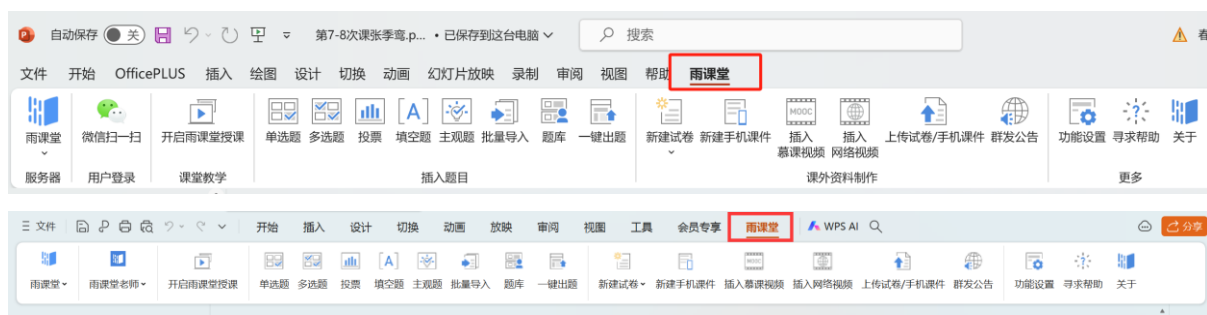 自动保存 关 第7-8次课张季鸾.p... • 已保存到这台电脑 搜索
文件 开始 OfficePLUS 插入 绘图 设计 切换 动画 幻灯片放映 录制 审阅 视图 帮助 雨课堂
雨课堂 微信扫一扫 开启雨课堂授课 单选题 多选题 投票 填空题 主观题 批量导入 题库 一键出题 新建试卷 新建手机课件 插入 插入 上传试卷/手机课件 群发公告 功能设置 寻求帮助 关于
慕课视频 网络视频
服务器 用户登录 课堂教学 插入题目 课外资料制作 更多
文件 开始 插入 设计 切换 动画 放映 审阅 视图 工具 会员专享 雨课堂 WPS AI 分享
雨课堂 雨课堂老师 开启雨课堂授课 单选题 多选题 投票 填空题 主观题 批量导入 题库 一键出题 新建试卷 新建手机课件 插入慕课视频 插入网络视频 上传试卷/手机课件 群发公告 功能设置 寻求帮助 关于